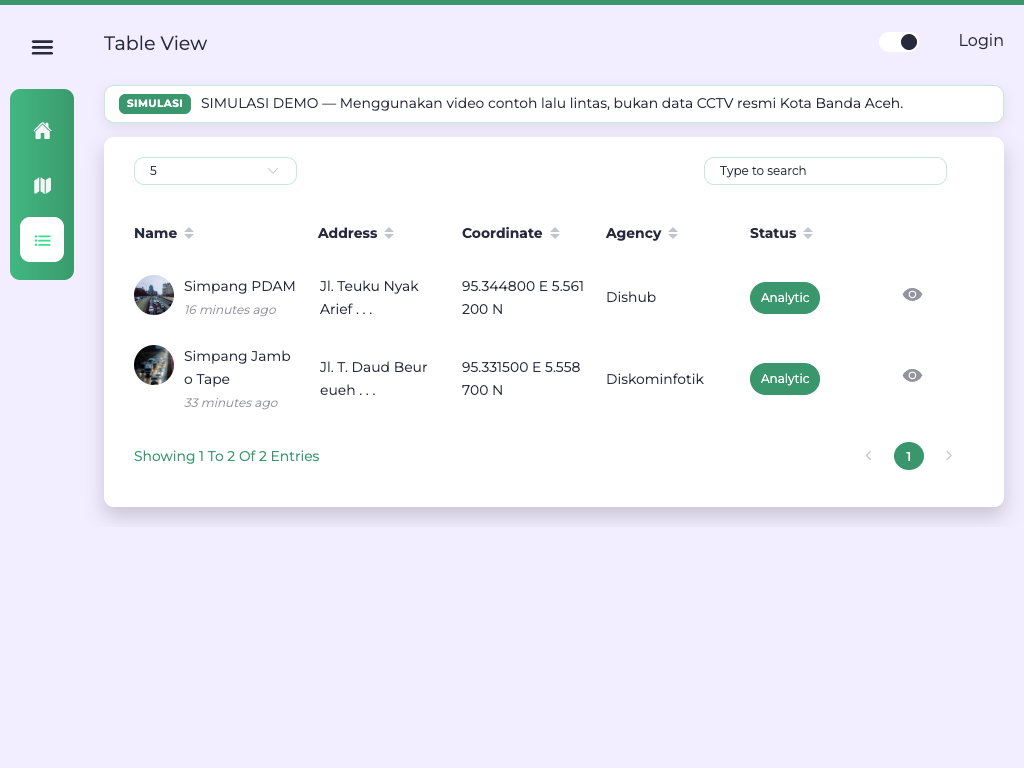 Table View
Login
SIMULASI SIMULASI DEMO — Menggunakan video contoh lalu lintas, bukan data CCTV resmi Kota Banda Aceh.
5
Type to search
Name Address Coordinate Agency Status
Simpang PDAM
16 minutes ago
Jl. Teuku Nyak
Arief . . .
95.344800 E 5.561
200 N
Dishub
Analytic
Simpang Jamb
o Tape
33 minutes ago
Jl. T. Daud Beur
eueh . . .
95.331500 E 5.558
700 N
Diskominfotik
Analytic
Showing 1 To 2 Of 2 Entries
1